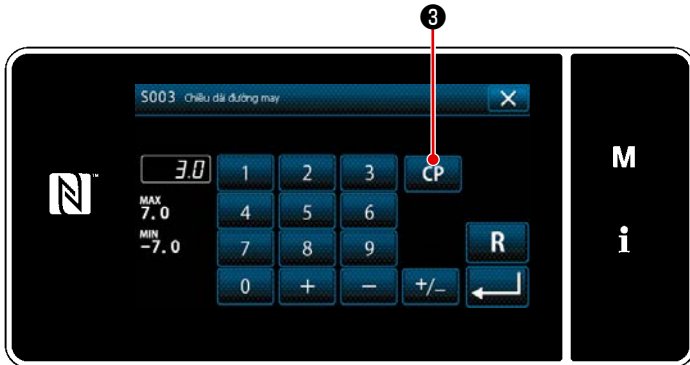 ❸
S003 Chiều dài đường may
3.0 1 2 3 CP
MAX
7.0 4 5 6
MIN
-7.0 7 8 9 R
0 + − +/−
M
i
N